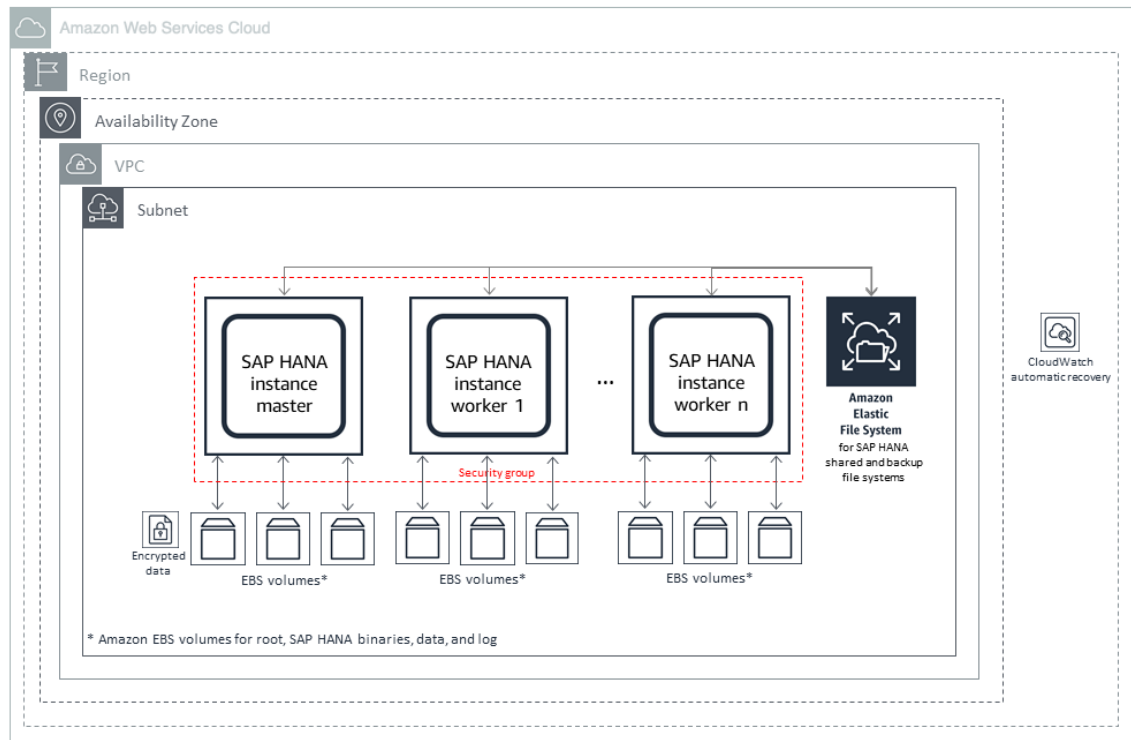 Amazon Web Services Cloud
Region
Availability Zone
VPC
Subnet
SAP HANA
instance
master
SAP HANA
instance
worker 1
...
SAP HANA
instance
worker n
Amazon
Elastic
File System
for SAP HANA
shared and backup
file systems
CloudWatch
automatic recovery
Security group
Encrypted
data
EBS volumes*
EBS volumes*
EBS volumes*
* Amazon EBS volumes for root, SAP HANA binaries, data, and log